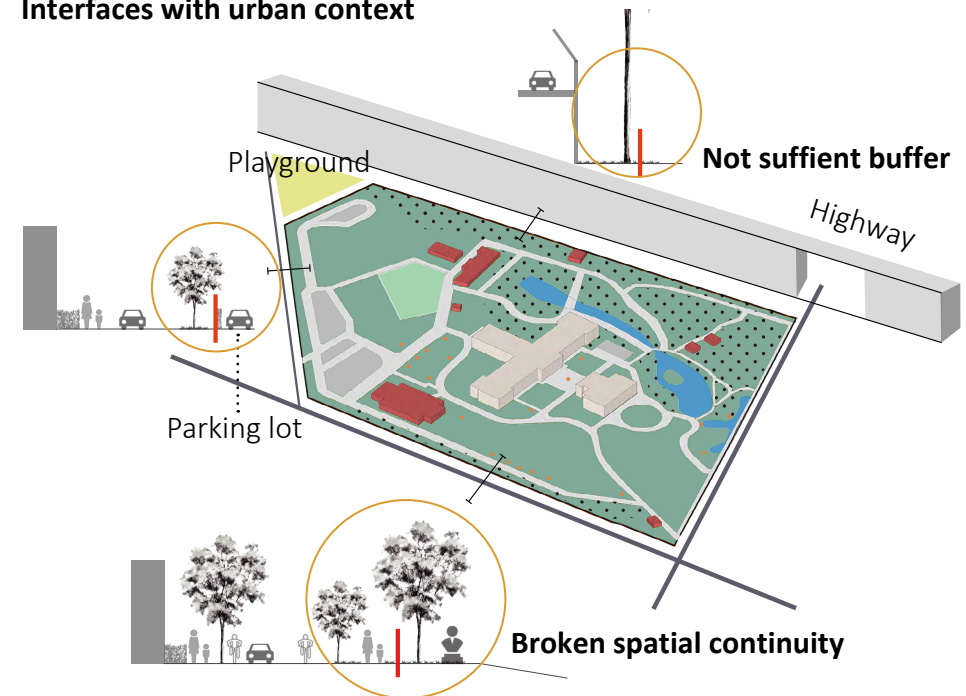 Interfaces with urban context
Playground
Not suffient buffer
Highway
Parking lot
Broken spatial continuity